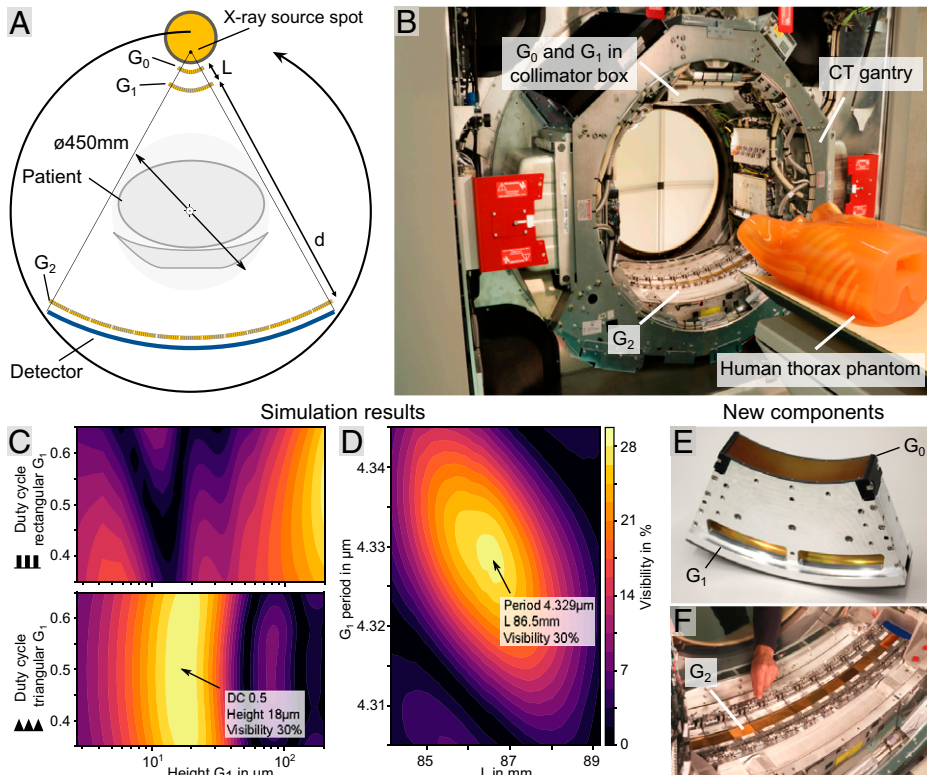 A
X-ray source spot
G0
L
G1
ø450mm
Patient
d
G2
Detector
B
G0 and G1 in
collimator box
CT gantry
G2
Human thorax phantom
Simulation results
New components
C
Duty cycle
rectangular G1
0.6
0.5
0.4
Duty cycle
triangular G1
0.6
0.5
0.4
DC 0.5
Height 18µm
Visibility 30%
10¹
10²
Height G1 in µm
D
G1 period in µm
4.34
4.33
4.32
4.31
Period 4.329µm
L 86.5mm
Visibility 30%
85
87
89
L in mm
28
21
14
7
0
Visibility in %
E
G0
G1
F
G2